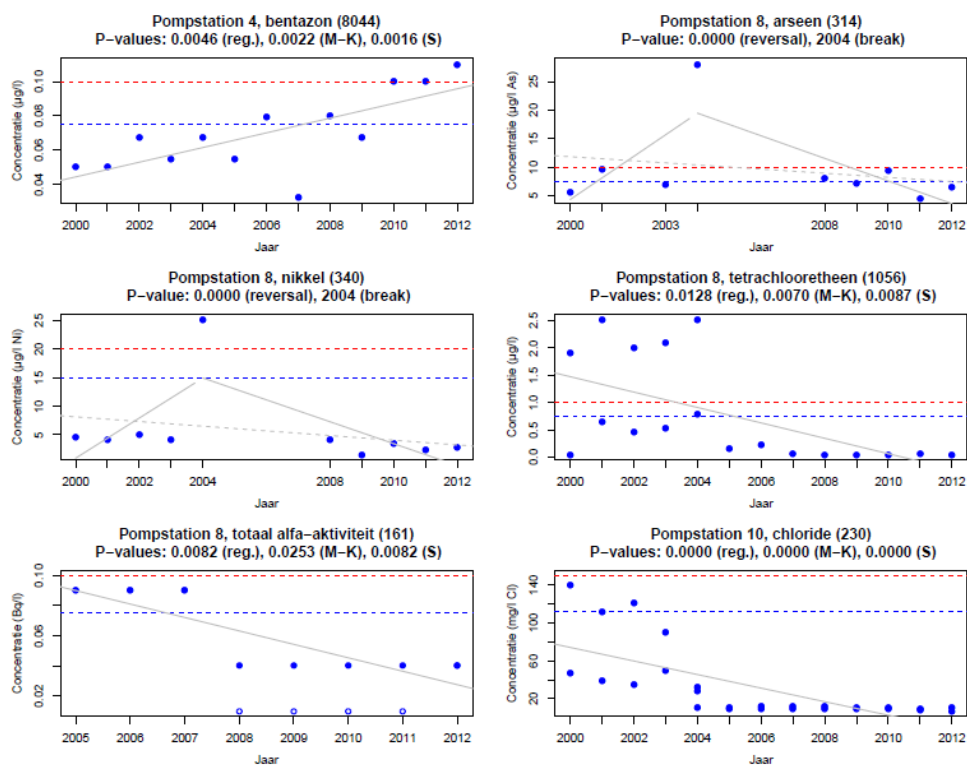 Pompstation 4, bentazon (8044)
P−values: 0.0046 (reg.), 0.0022 (M−K), 0.0016 (S)
Concentratie (µg/l)
0.04 0.06 0.08 0.10
2000 2002 2004 2006 2008 2010 2012
Jaar
Pompstation 8, arseen (314)
P−value: 0.0000 (reversal), 2004 (break)
Concentratie (µg/l As)
5 10 15 20 25
2000 2003 2008 2010 2012
Jaar
Pompstation 8, nikkel (340)
P−value: 0.0000 (reversal), 2004 (break)
Concentratie (µg/l Ni)
5 10 15 20 25
2000 2002 2004 2008 2010 2012
Jaar
Pompstation 8, tetrachlooretheen (1056)
P−values: 0.0128 (reg.), 0.0070 (M−K), 0.0087 (S)
Concentratie (µg/l)
0.0 0.5 1.0 1.5 2.0 2.5
2000 2002 2004 2006 2008 2010 2012
Jaar
Pompstation 8, totaal alfa−aktiviteit (161)
P−values: 0.0082 (reg.), 0.0253 (M−K), 0.0082 (S)
Concentratie (Bq/l)
0.02 0.06 0.10
2005 2006 2007 2008 2009 2010 2011 2012
Jaar
Pompstation 10, chloride (230)
P−values: 0.0000 (reg.), 0.0000 (M−K), 0.0000 (S)
Concentratie (mg/l Cl)
20 60 100 140
2000 2002 2004 2006 2008 2010 2012
Jaar